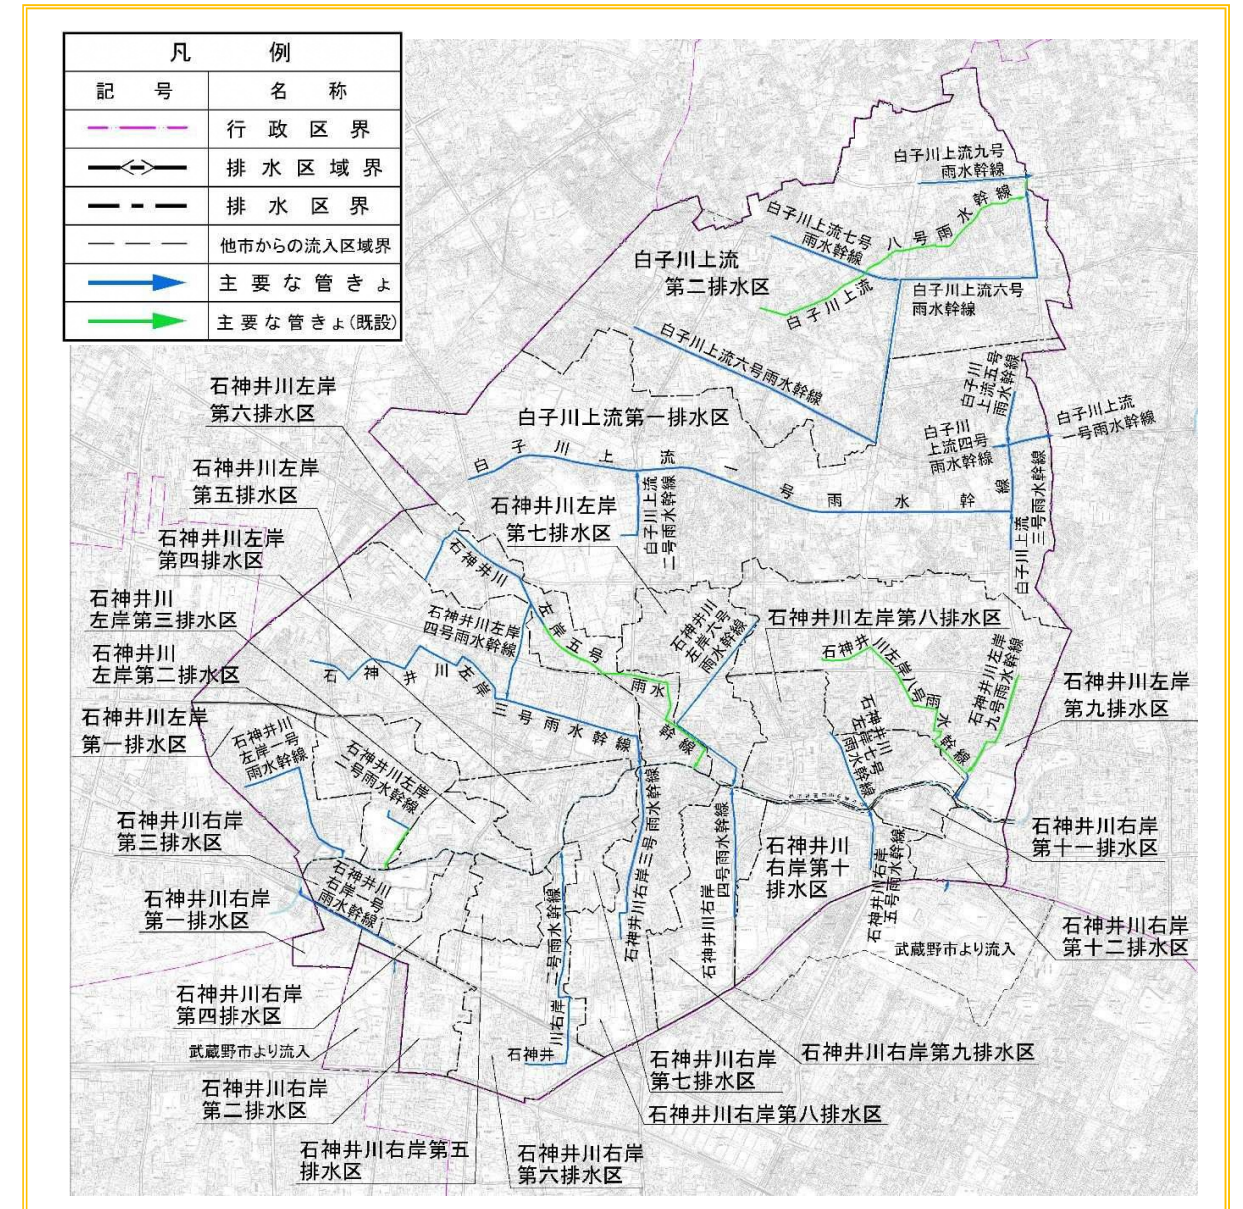 凡例
記号 名称
行政区界
排水区域界
排水区界
他市からの流入区域界
主要な管きょ
主要な管きょ(既設)
白子川上流九号
雨水幹線
白子川上流七号
雨水幹線
白子川上流八号雨水幹線
白子川上流
第二排水区
白子川上流六号
雨水幹線
白子川上流六号雨水幹線
白子川上流五号雨水幹線
白子川上流第一排水区
白子川
上流四号
雨水幹線
白子川上流
一号雨水幹線
白子川上流一号雨水幹線
白子川上流
二号雨水幹線
白子川上流
三号雨水幹線
石神井川左岸
第六排水区
石神井川左岸
第五排水区
石神井川左岸
第七排水区
石神井川左岸
第四排水区
石神井川
左岸第三排水区
石神井川
左岸第二排水区
石神井川左岸
第一排水区
石神井川左岸五号雨水幹線
石神井川左岸
四号雨水幹線
石神井川
左岸六号
雨水幹線
石神井川左岸第八排水区
石神井川左岸三号雨水幹線
石神井川左岸八号雨水幹線
石神井川左岸
九号雨水幹線
石神井川左岸
第九排水区
石神井川
左岸一号
雨水幹線
石神井川左岸
二号雨水幹線
石神井川
左岸七号
雨水幹線
石神井川右岸
第三排水区
石神井川右岸
第一排水区
石神井川
右岸一号
雨水幹線
石神井川右岸二号雨水幹線
石神井川右岸三号雨水幹線
石神井川右岸
四号雨水幹線
石神井川
右岸第十
排水区
石神井川右岸
五号雨水幹線
石神井川右岸
第十一排水区
石神井川右岸
第十二排水区
武蔵野市より流入
石神井川右岸
第四排水区
武蔵野市より流入
石神井川右岸
第二排水区
石神井川右岸第五
排水区
石神井川右岸
第六排水区
石神井川右岸
第七排水区
石神井川右岸第八排水区
石神井川右岸第九排水区